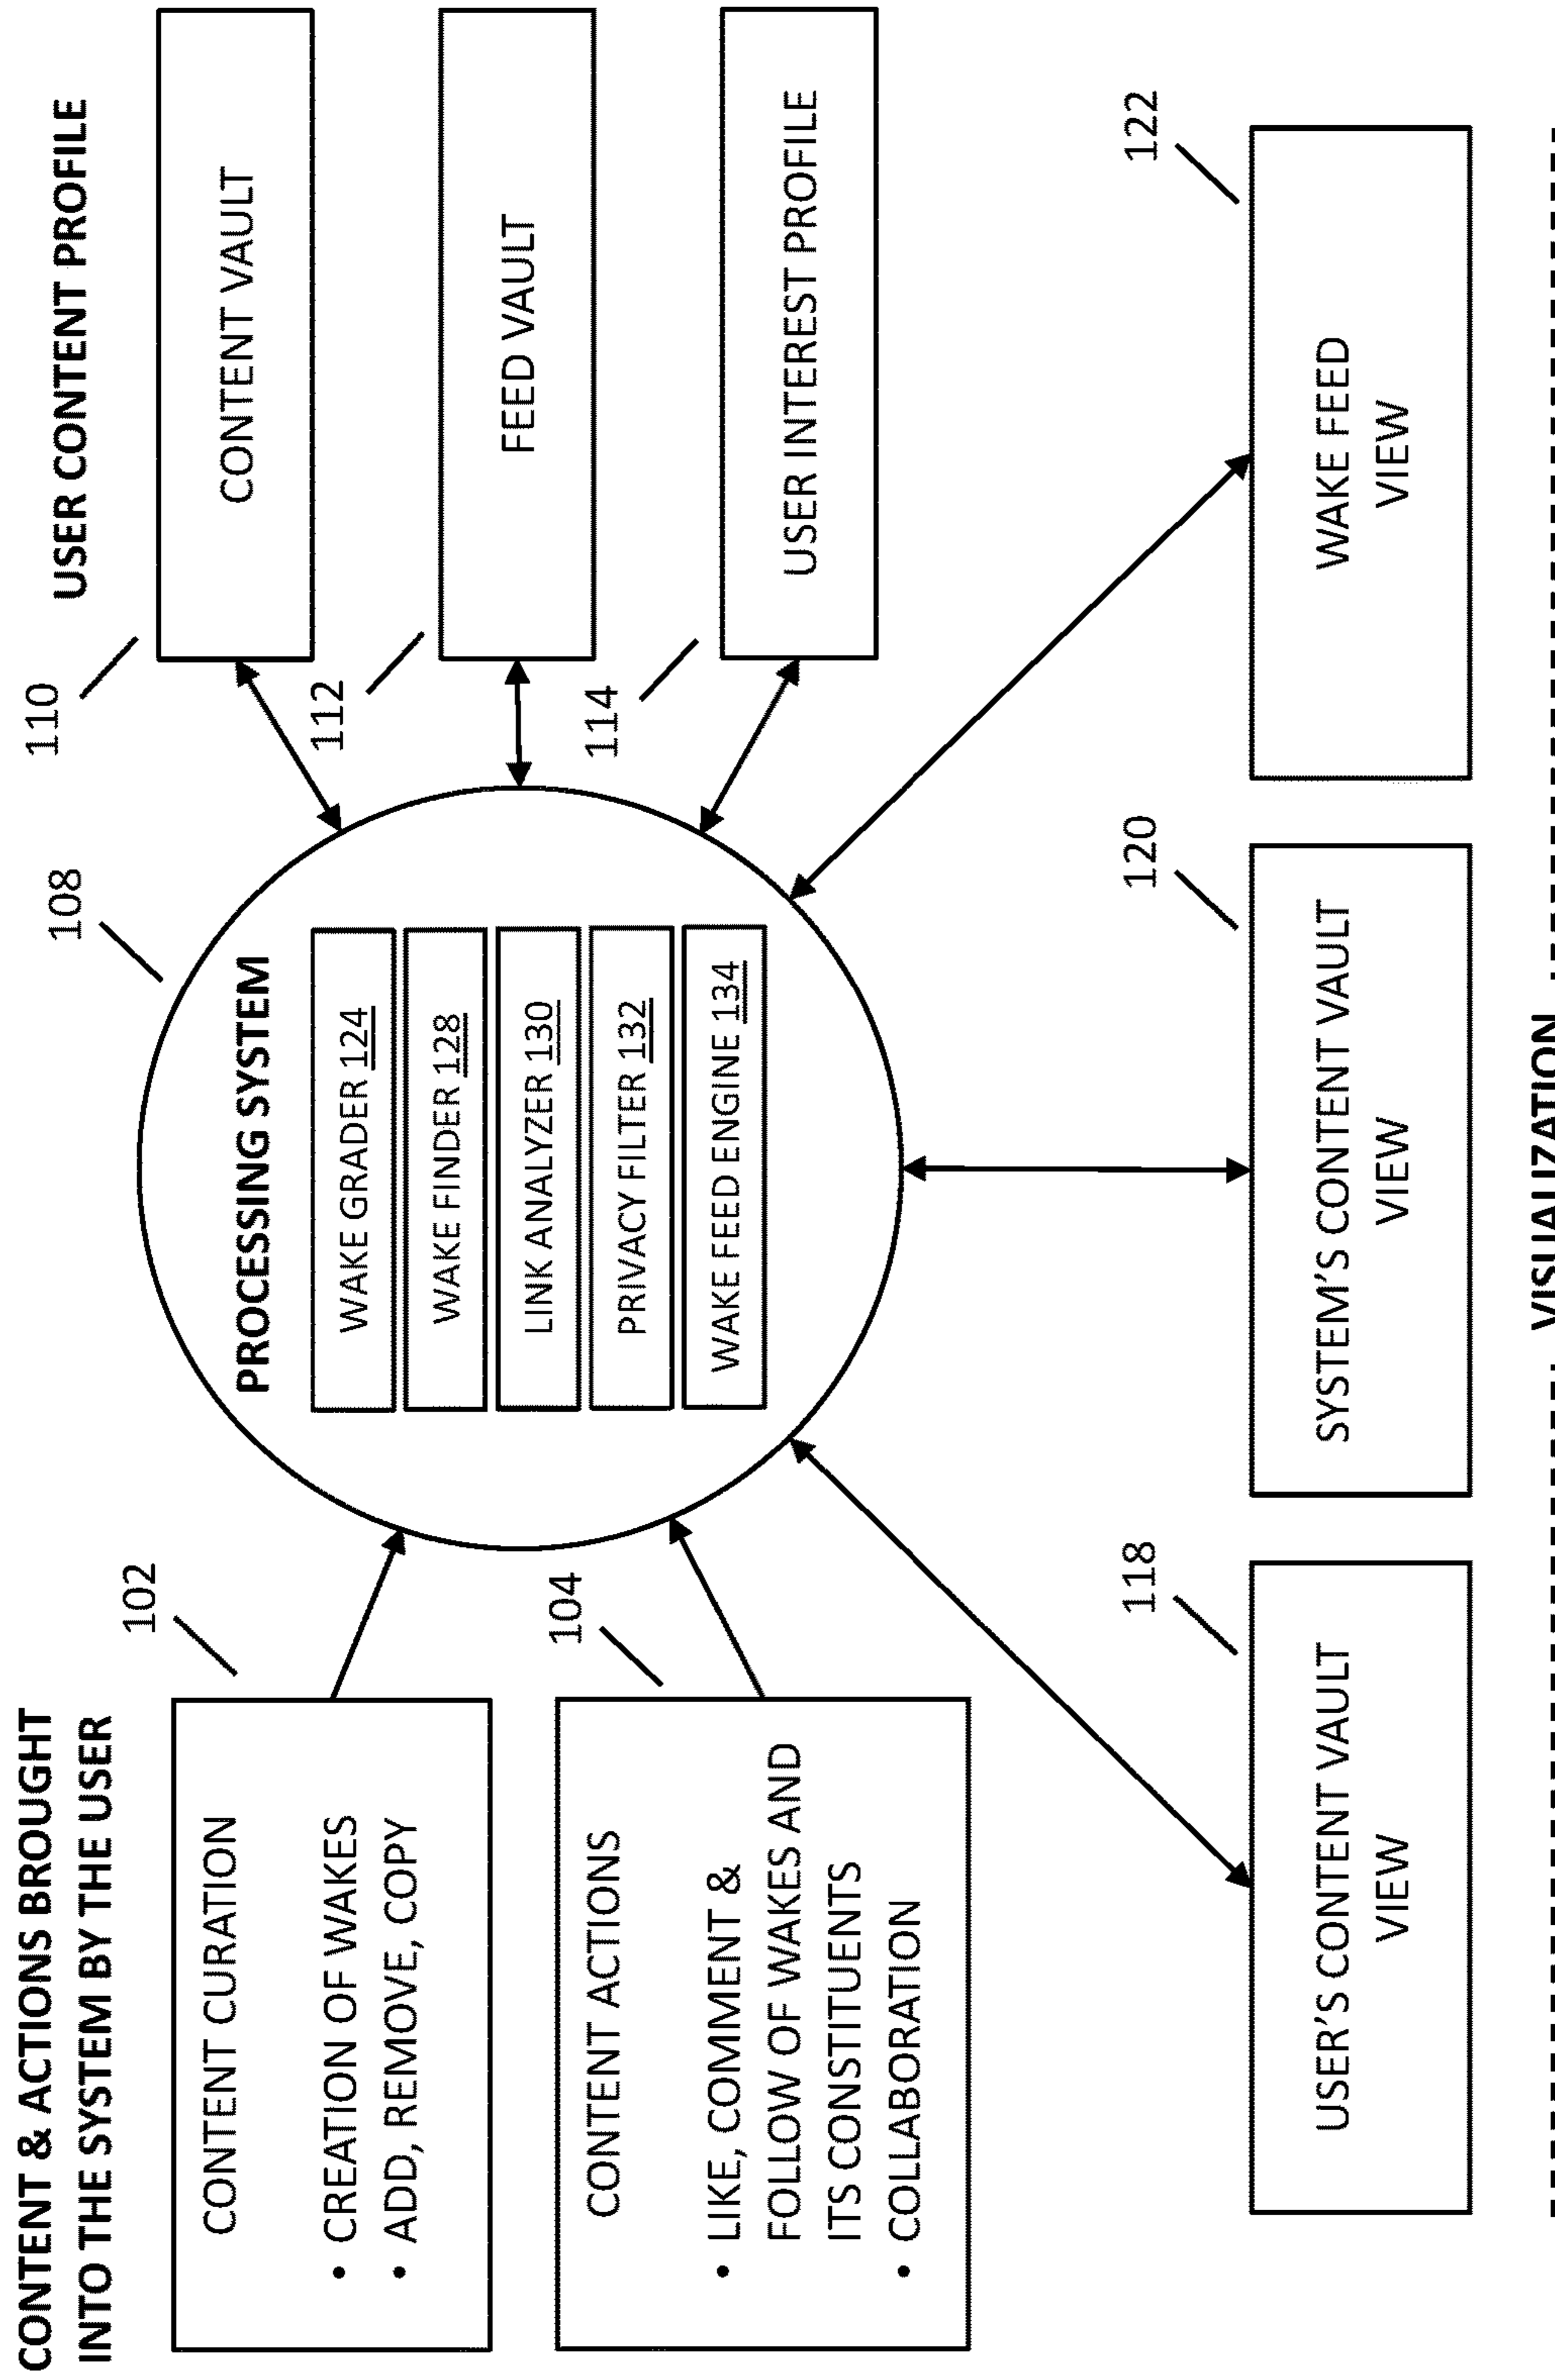 CONTENT & ACTIONS BROUGHT
INTO THE SYSTEM BY THE USER
102
CONTENT CURATION
• CREATION OF WAKES
• ADD, REMOVE, COPY
104
CONTENT ACTIONS
• LIKE, COMMENT &
FOLLOW OF WAKES AND
ITS CONSTITUENTS
• COLLABORATION
108
PROCESSING SYSTEM
WAKE GRADER 124
WAKE FINDER 128
LINK ANALYZER 130
PRIVACY FILTER 132
WAKE FEED ENGINE 134
USER CONTENT PROFILE
110
CONTENT VAULT
112
FEED VAULT
114
USER INTEREST PROFILE
118
USER'S CONTENT VAULT
VIEW
120
SYSTEM'S CONTENT VAULT
VIEW
122
WAKE FEED
VIEW
VISUALIZATION